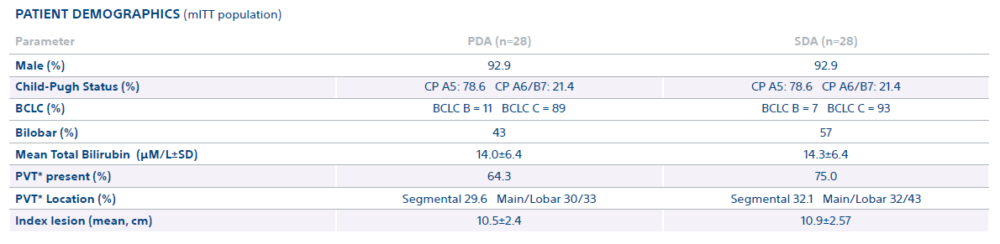 PATIENT DEMOGRAPHICS (mITT population)
Parameter PDA (n=28) SDA (n=28)
Male (%) 92.9 92.9
Child-Pugh Status (%) CP A5: 78.6 CP A6/B7: 21.4 CP A5: 78.6 CP A6/B7: 21.4
BCLC (%) BCLC B = 11 BCLC C = 89 BCLC B = 7 BCLC C = 93
Bilobar (%) 43 57
Mean Total Bilirubin (µM/L±SD) 14.0±6.4 14.3±6.4
PVT* present (%) 64.3 75.0
PVT* Location (%) Segmental 29.6 Main/Lobar 30/33 Segmental 32.1 Main/Lobar 32/43
Index lesion (mean, cm) 10.5±2.4 10.9±2.57